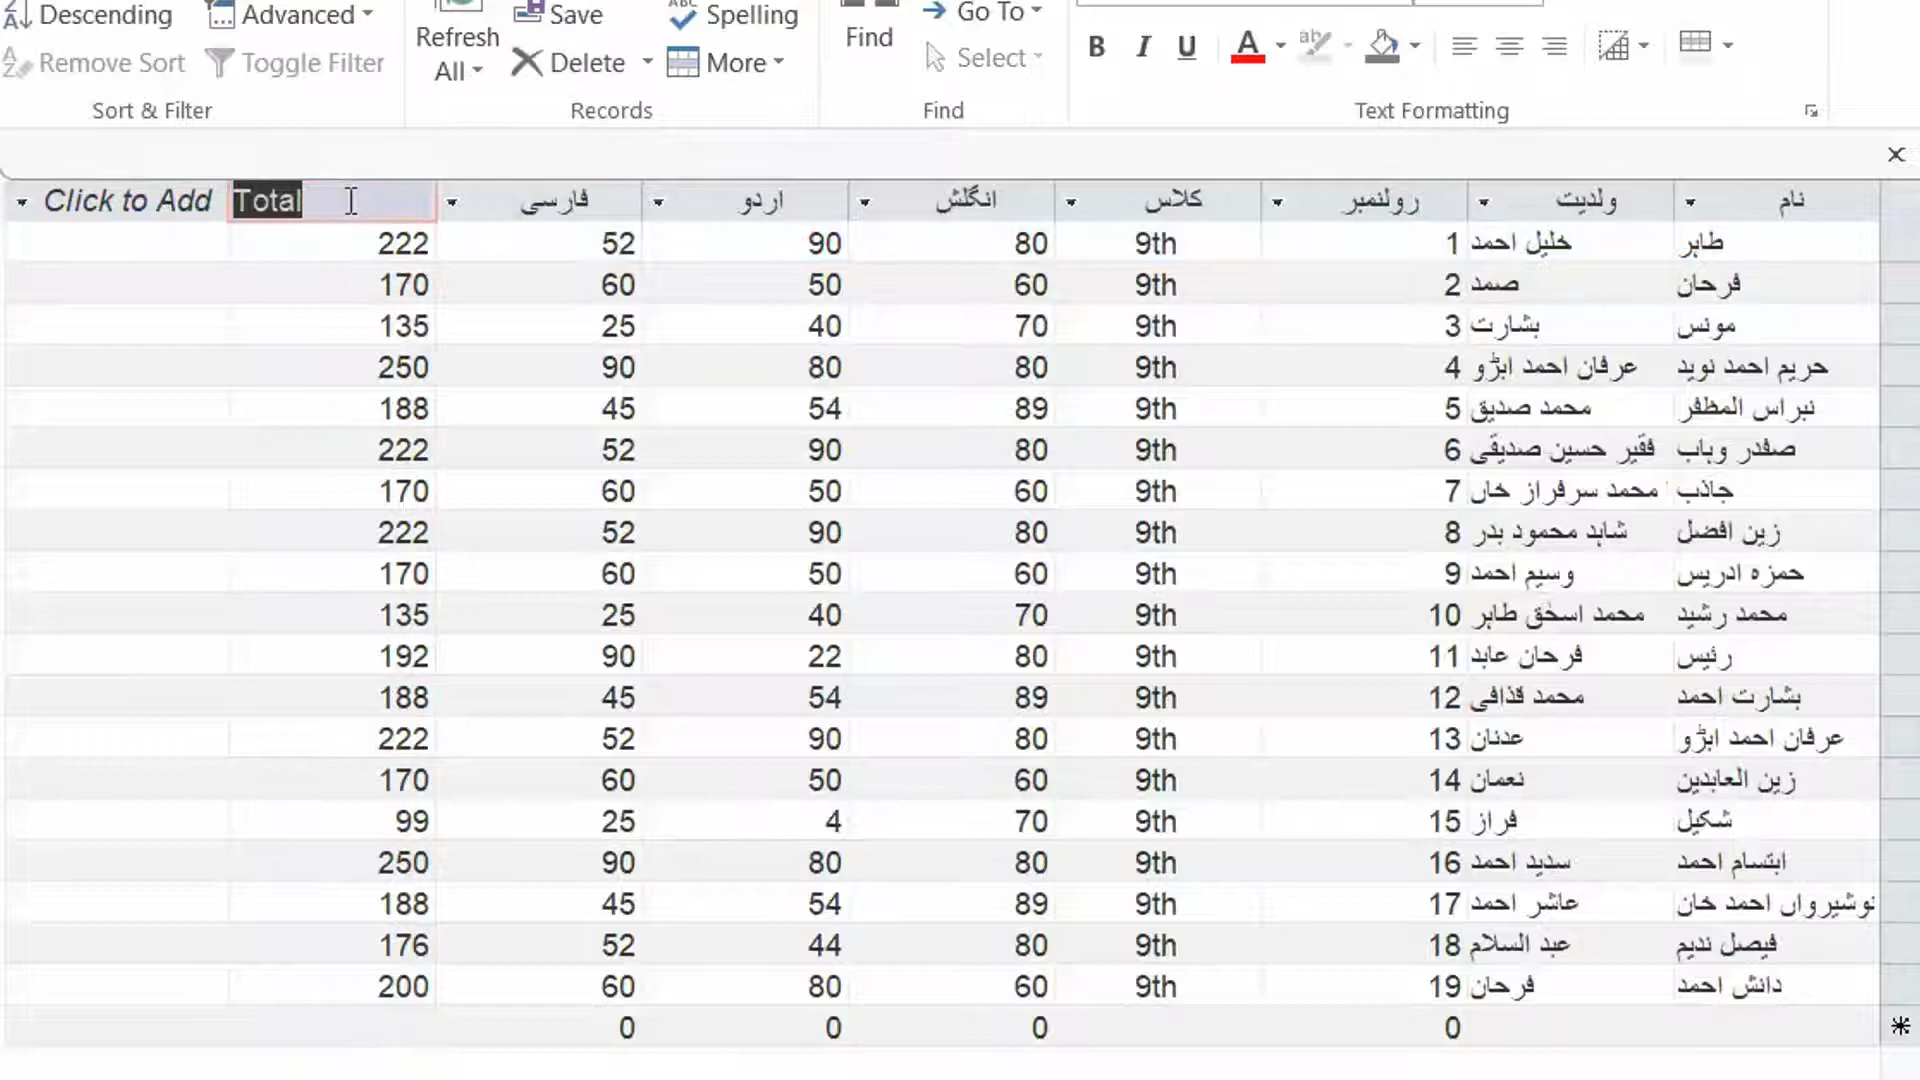 Descending Advanced
Remove Sort Toggle Filter
Sort & Filter
Refresh All
Save
Delete
Spelling
More
Records
Find
Go To
Select
Find
B I U A
Text Formatting
نام ولدیت رولنمبر کلاس انگلش اردو فارسی Total Click to Add
طاہر خلیل احمد 1 9th 80 90 52 222
فرحان صمد 2 9th 60 50 60 170
مونس بشارت 3 9th 70 40 25 135
حریم احمد نوید عرفان احمد ابڑو 4 9th 80 80 90 250
نبراس المظفر محمد صدیق 5 9th 89 54 45 188
صفدر وہاب فقیر حسین صدیقی 6 9th 80 90 52 222
جاذب محمد سرفراز خاں 7 9th 60 50 60 170
زین افضل شاہد محمود بدر 8 9th 80 90 52 222
حمزہ ادریس وسیم احمد 9 9th 60 50 60 170
محمد رشید محمد اسحٰق طاہر 10 9th 70 40 25 135
رئیس فرحان عابد 11 9th 80 22 90 192
بشارت احمد محمد قذافی 12 9th 89 54 45 188
عرفان احمد ابڑو عدنان 13 9th 80 90 52 222
زین العابدین نعمان 14 9th 60 50 60 170
شکیل فراز 15 9th 70 4 25 99
ابتسام احمد سدید احمد 16 9th 80 80 90 250
نوشیرواں احمد خان عاشر احمد 17 9th 89 54 45 188
فیصل ندیم عبد السلام 18 9th 80 44 52 176
دانش احمد فرحان 19 9th 60 80 60 200
0 0 0 0